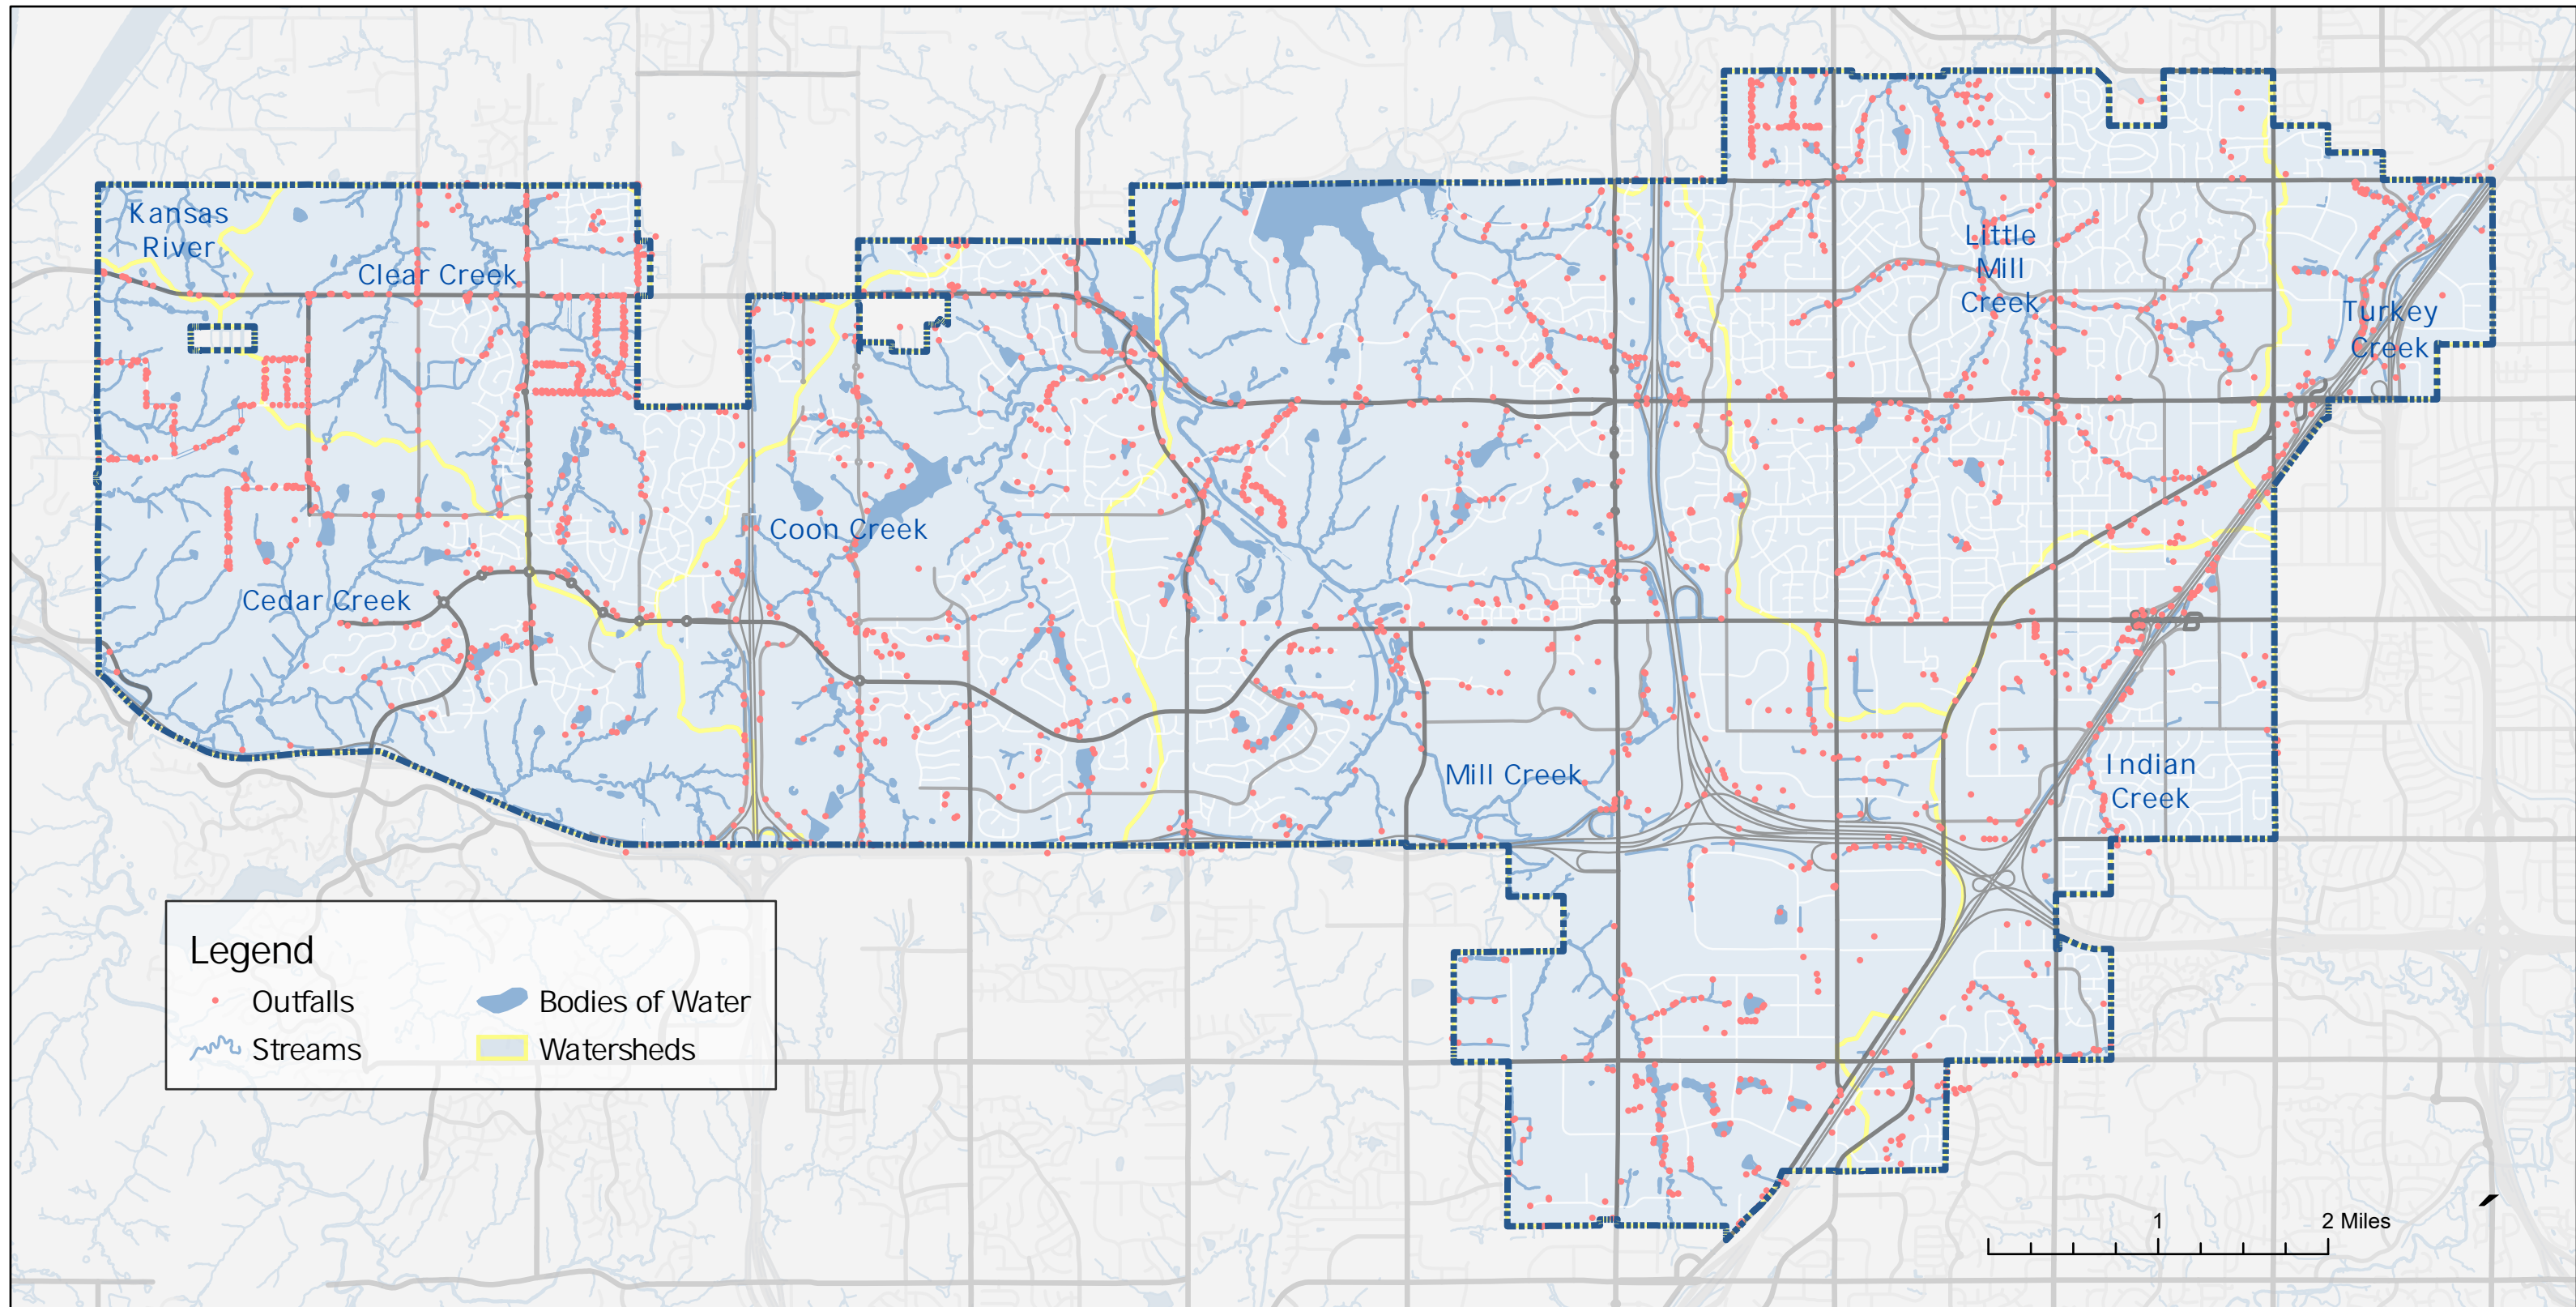 Kansas
River
Clear Creek
Little
Mill
Creek
Turkey
Creek
Coon Creek
Cedar Creek
Mill Creek
Indian
Creek
Legend
Outfalls
Bodies of Water
Streams
Watersheds
1
2 Miles